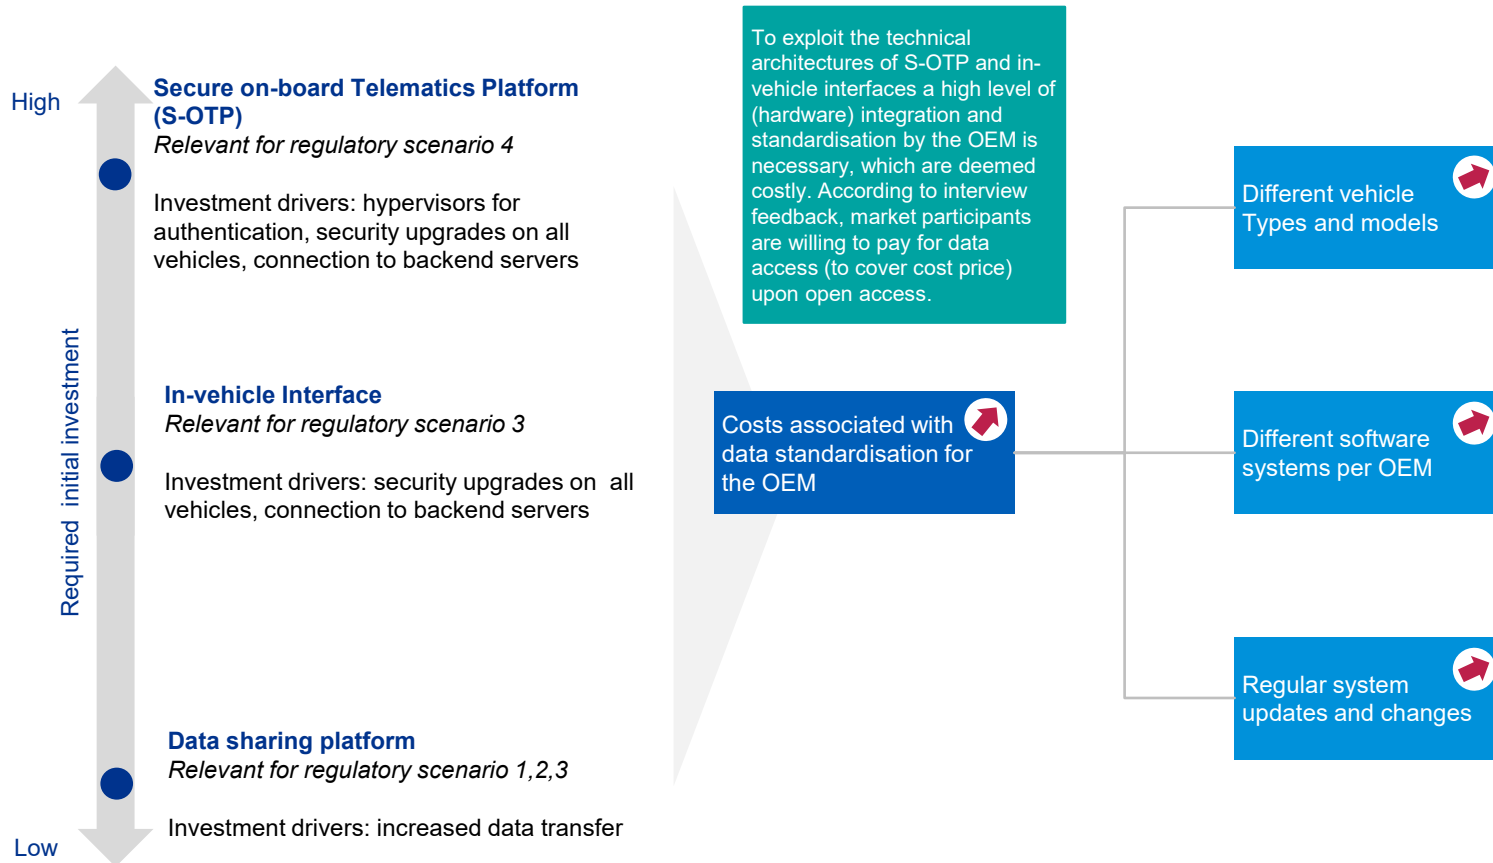 High
Required initial investment
Low
Secure on-board Telematics Platform
(S-OTP)
Relevant for regulatory scenario 4
Investment drivers: hypervisors for
authentication, security upgrades on all
vehicles, connection to backend servers
In-vehicle Interface
Relevant for regulatory scenario 3
Investment drivers: security upgrades on all
vehicles, connection to backend servers
Data sharing platform
Relevant for regulatory scenario 1,2,3
Investment drivers: increased data transfer
To exploit the technical
architectures of S-OTP and in-
vehicle interfaces a high level of
(hardware) integration and
standardisation by the OEM is
necessary, which are deemed
costly. According to interview
feedback, market participants
are willing to pay for data
access (to cover cost price)
upon open access.
Costs associated with
data standardisation for
the OEM
Different vehicle
Types and models
Different software
systems per OEM
Regular system
updates and changes